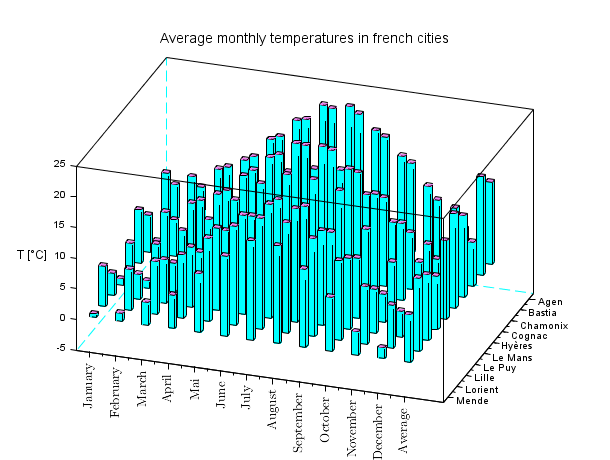 Average monthly temperatures in french cities
25
20
15
T [°C]
10
5
0
-5
January
February
March
April
Mai
June
July
August
September
October
November
December
Average
Agen
Bastia
Chamonix
Cognac
Hyères
Le Mans
Le Puy
Lille
Lorient
Mende